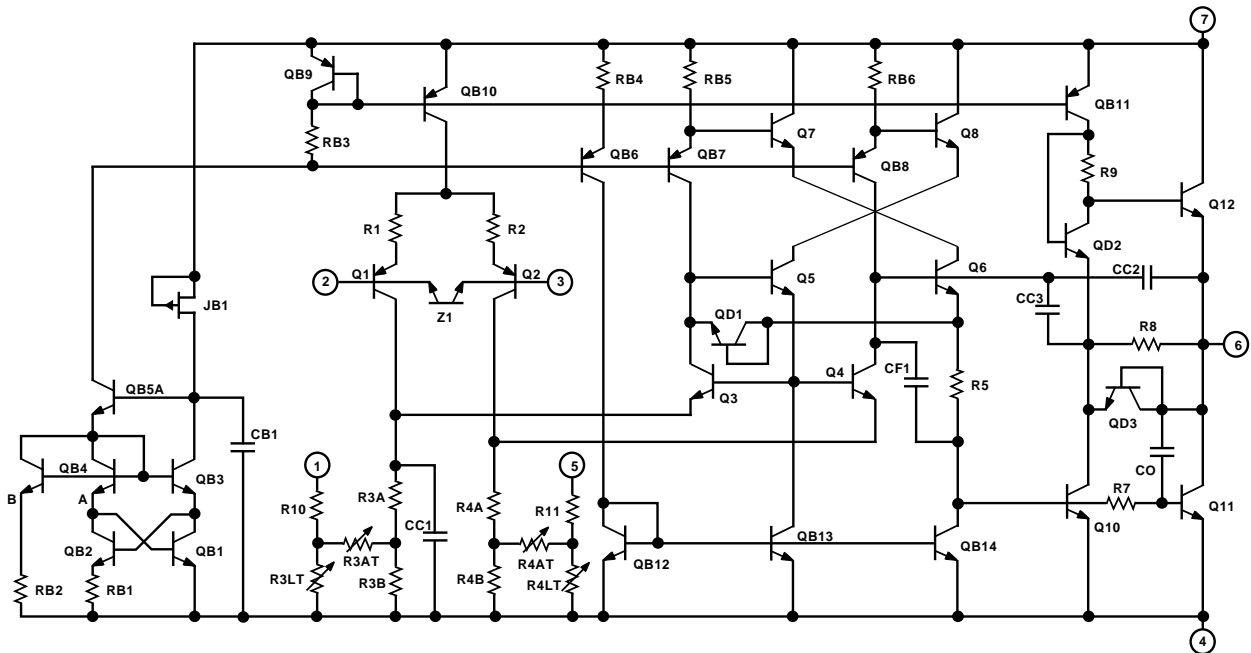 7
QB9
QB10
RB4
RB5
RB6
QB11
RB3
Q7
Q8
QB6
QB7
QB8
R9
Q12
R1
R2
QD2
2
Q1
Q2
3
Q5
Q6
CC2
Z1
CC3
JB1
QD1
R8
6
QB5A
Q3
Q4
CF1
R5
QD3
CB1
QB4
QB3
B
A
1
5
CO
R10
R3A
R4A
R11
R7
Q11
CC1
Q10
QB2
QB1
R3AT
R4AT
QB12
QB13
QB14
RB2
RB1
R3LT
R3B
R4B
R4LT
4